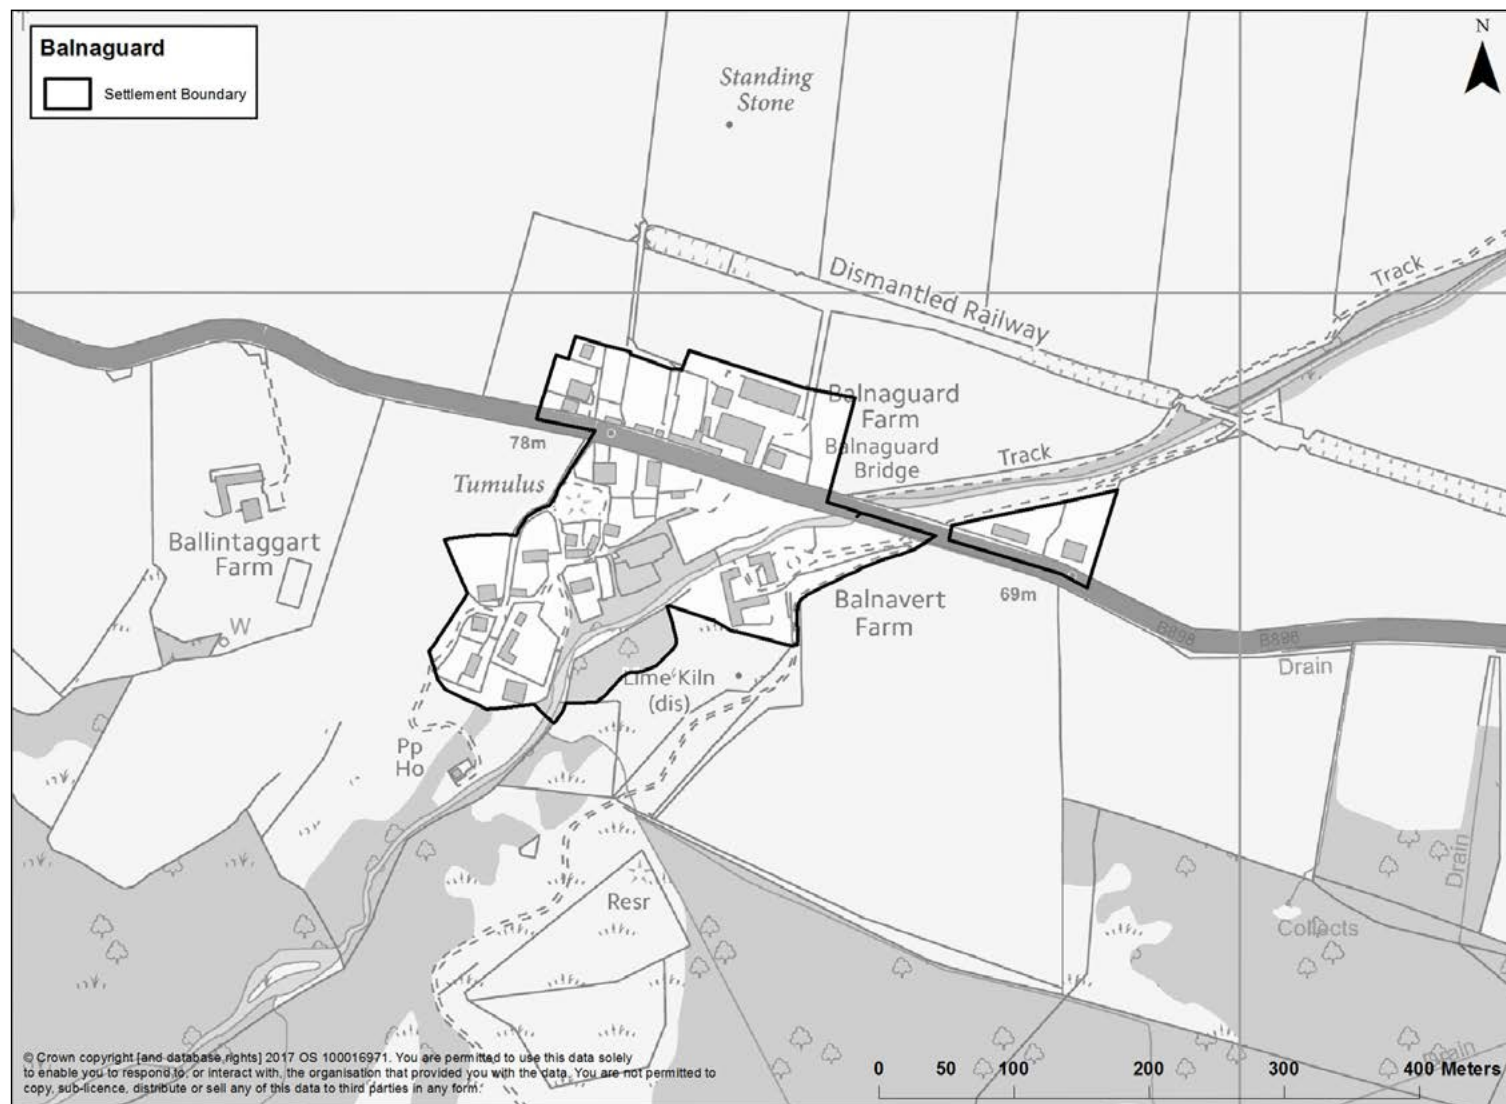 Balnaguard
Settlement Boundary
N
Standing
Stone
Dismantled Railway
Track
Balnaguard
Farm
Balnaguard
Bridge
78m
Tumulus
Track
Ballintaggart
Farm
W
Balnavert
Farm
69m
B898
B898
Drain
Lime Kiln
(dis)
Pp
Ho
Resr
Drain
Collects
Drain
© Crown copyright [and database rights] 2017 OS 100016971. You are permitted to use this data solely
to enable you to respond to, or interact with, the organisation that provided you with the data. You are not permitted to
copy, sub-licence, distribute or sell any of this data to third parties in any form.
0 50 100 200 300 400 Meters